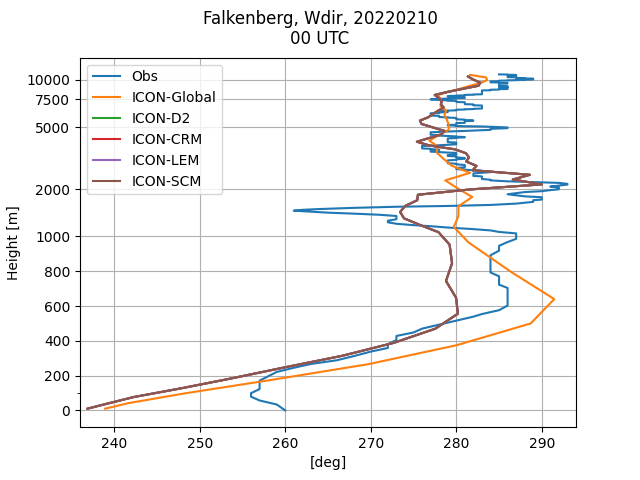 Falkenberg, Wdir, 20220210
00 UTC
Obs
ICON-Global
ICON-D2
ICON-CRM
ICON-LEM
ICON-SCM
Height [m]
10000
7500
5000
2000
1000
800
600
400
200
0
240 250 260 270 280 290
[deg]